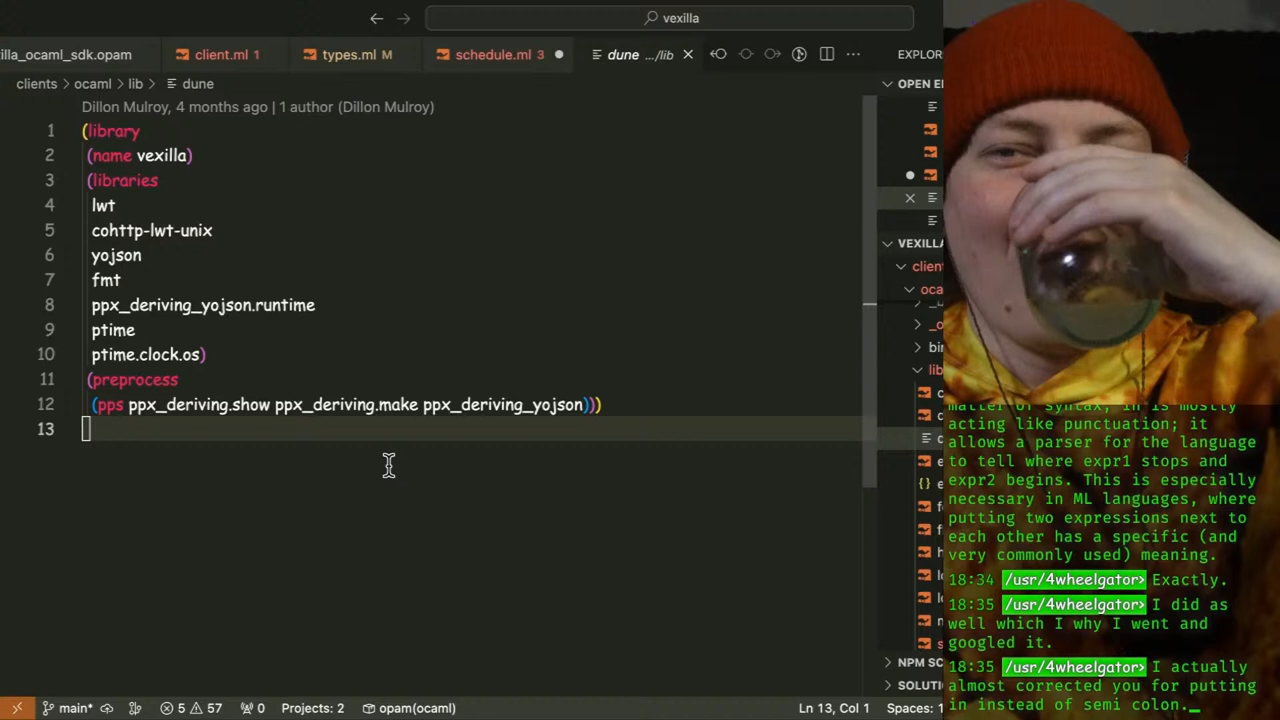 vexilla
illa_ocaml_sdk.opam
client.ml 1
types.ml M
schedule.ml 3
dune .../lib
EXPLOR
clients > ocaml > lib > dune
OPEN E
Dillon Mulroy, 4 months ago | 1 author (Dillon Mulroy)
1 (library
2 (name vexilla)
3 (libraries
4 lwt
5 cohttp-lwt-unix
6 yojson
7 fmt
8 ppx_deriving_yojson.runtime
9 ptime
10 ptime.clock.os)
11 (preprocess
12 (pps ppx_deriving.show ppx_deriving.make ppx_deriving_yojson)))
13
VEXILL
client
oca
_o
bin
lib
NPM SC
SOLUTIO
matter of syntax, in is mostly
acting like punctuation; it
allows a parser for the language
to tell where expr1 stops and
expr2 begins. This is especially
necessary in ML languages, where
putting two expressions next to
each other has a specific (and
very commonly used) meaning.
18:34 /usr/4wheelgator> Exactly.
18:35 /usr/4wheelgator> I did as
well which I why I went and
googled it.
18:35 /usr/4wheelgator> I actually
almost corrected you for putting
in instead of semi colon._
main* 5 57 0 Projects: 2 opam(ocaml) Ln 13, Col 1 Spaces: